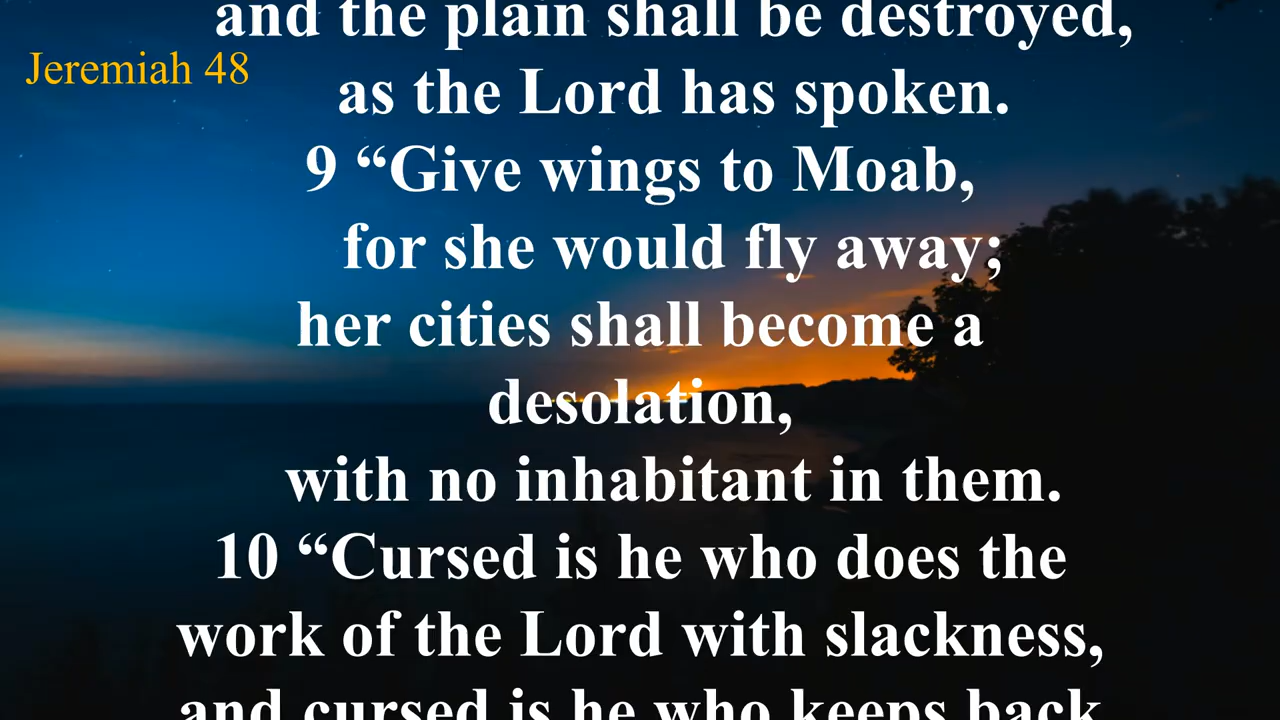 and the plain shall be destroyed,
Jeremiah 48
as the Lord has spoken.
9 “Give wings to Moab,
for she would fly away;
her cities shall become a
desolation,
with no inhabitant in them.
10 “Cursed is he who does the
work of the Lord with slackness,
and cursed is he who keeps back